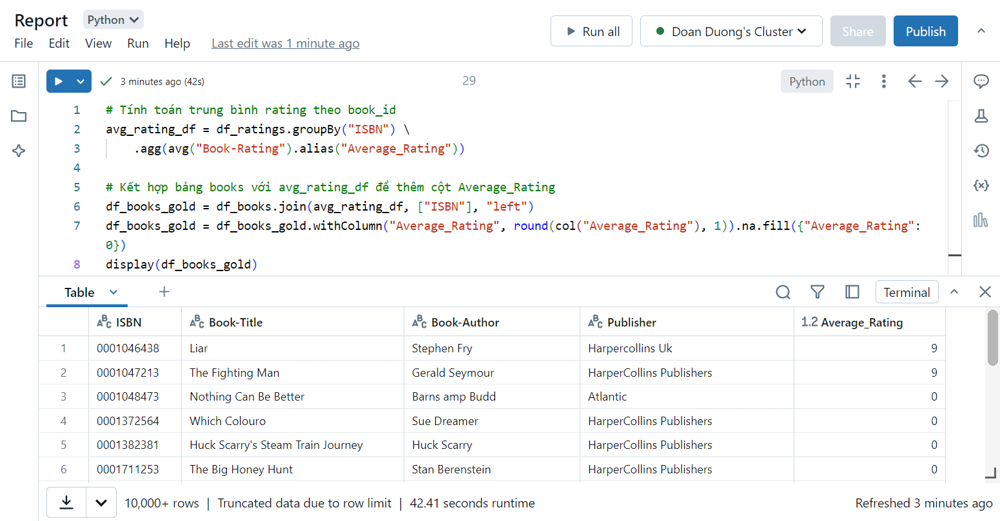 Report Python
File Edit View Run Help Last edit was 1 minute ago
Run all Doan Duong's Cluster Share Publish
3 minutes ago (42s) 29 Python
1 # Tính toán trung bình rating theo book_id
2 avg_rating_df = df_ratings.groupBy("ISBN") \
3 .agg(avg("Book-Rating").alias("Average_Rating"))
4
5 # Kết hợp bảng books với avg_rating_df để thêm cột Average_Rating
6 df_books_gold = df_books.join(avg_rating_df, ["ISBN"], "left")
7 df_books_gold = df_books_gold.withColumn("Average_Rating", round(col("Average_Rating"), 1)).na.fill({"Average_Rating":
0})
8 display(df_books_gold)
Table + Terminal
ABC ISBN ABC Book-Title ABC Book-Author ABC Publisher 1.2 Average_Rating
1 0001046438 Liar Stephen Fry Harpercollins Uk 9
2 0001047213 The Fighting Man Gerald Seymour HarperCollins Publishers 9
3 0001048473 Nothing Can Be Better Barns amp Budd Atlantic 0
4 0001372564 Which Colouro Sue Dreamer HarperCollins Publishers 0
5 0001382381 Huck Scarry's Steam Train Journey Huck Scarry HarperCollins Publishers 0
6 0001711253 The Big Honey Hunt Stan Berenstein HarperCollins Publishers 0
10,000+ rows | Truncated data due to row limit | 42.41 seconds runtime Refreshed 3 minutes ago